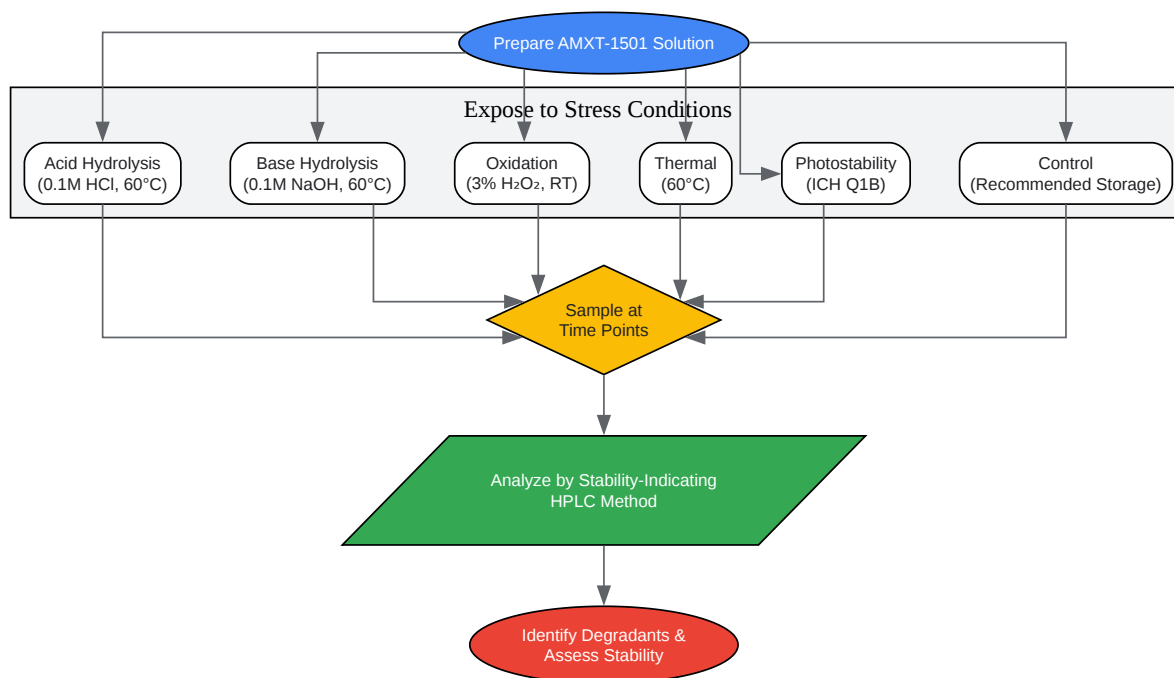 Prepare AMXT-1501 Solution
Expose to Stress Conditions
Acid Hydrolysis
(0.1M HCl, 60°C)
Base Hydrolysis
(0.1M NaOH, 60°C)
Oxidation
(3% H₂O₂, RT)
Thermal
(60°C)
Photostability
(ICH Q1B)
Control
(Recommended Storage)
Sample at
Time Points
Analyze by Stability-Indicating
HPLC Method
Identify Degradants &
Assess Stability